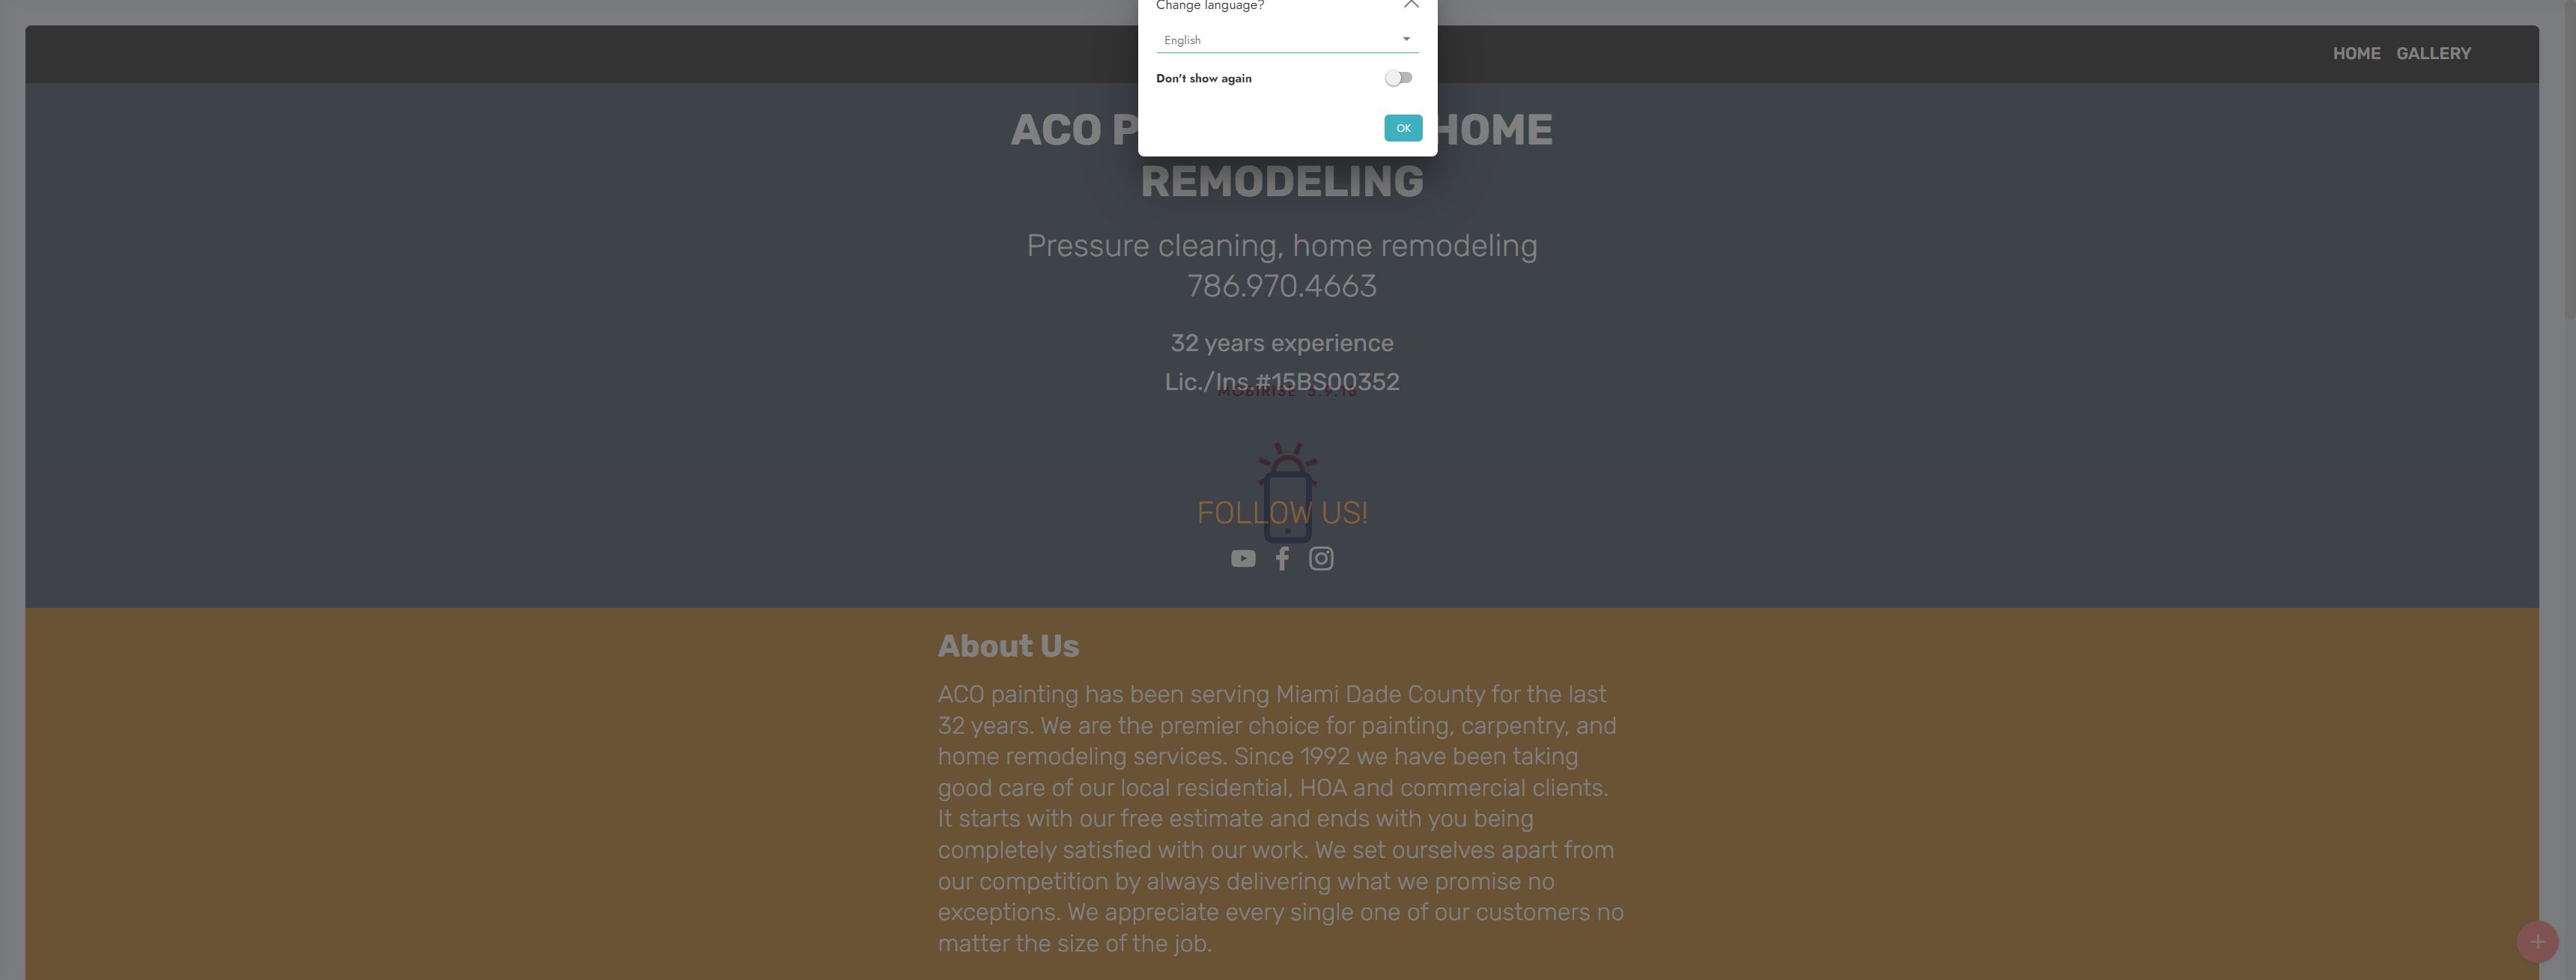 Change language?
English
Don't show again
OK
HOME GALLERY
ACO P HOME
REMODELING
Pressure cleaning, home remodeling
786.970.4663
32 years experience
Lic./Ins.#15BS00352
MOBIRISE 5.9.18
FOLLOW US!
About Us
ACO painting has been serving Miami Dade County for the last
32 years. We are the premier choice for painting, carpentry, and
home remodeling services. Since 1992 we have been taking
good care of our local residential, HOA and commercial clients.
It starts with our free estimate and ends with you being
completely satisfied with our work. We set ourselves apart from
our competition by always delivering what we promise no
exceptions. We appreciate every single one of our customers no
matter the size of the job.